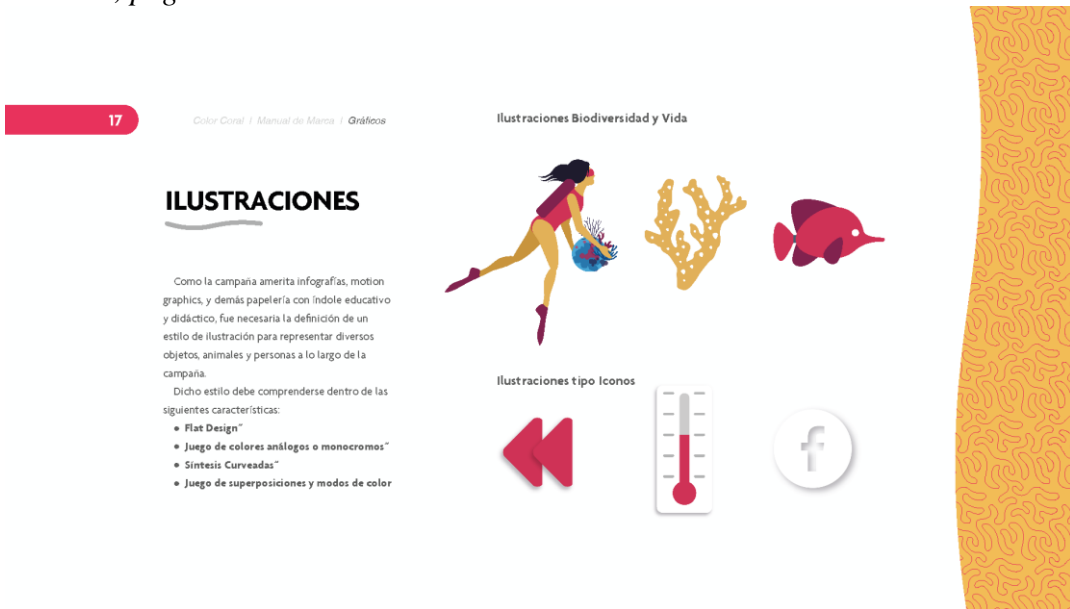 17
Color Coral / Manual de Marca / Gráficos
ILUSTRACIONES
Como la campaña amerita infografías, motion
graphics, y demás papelería con índole educativo
y didáctico, fue necesaria la definición de un
estilo de ilustración para representar diversos
objetos, animales y personas a lo largo de la
campaña.
Dicho estilo debe comprenderse dentro de las
siguientes características:
• Flat Design"
• Juego de colores análogos o monocromos"
• Síntesis Curveadas"
• Juego de superposiciones y modos de color
Ilustraciones Biodiversidad y Vida
Ilustraciones tipo Iconos
f